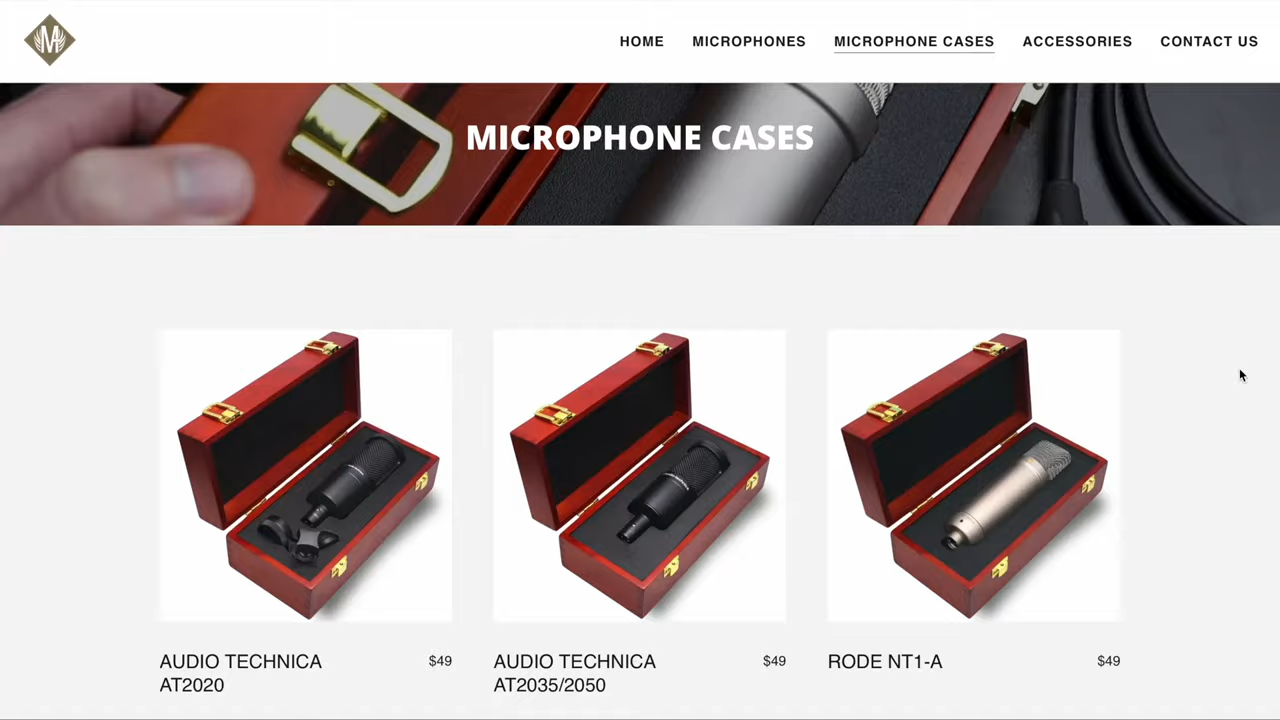 M
HOME MICROPHONES MICROPHONE CASES ACCESSORIES CONTACT US
MICROPHONE CASES
AUDIO TECHNICA AT2020 $49
AUDIO TECHNICA AT2035/2050 $49
RODE NT1-A $49